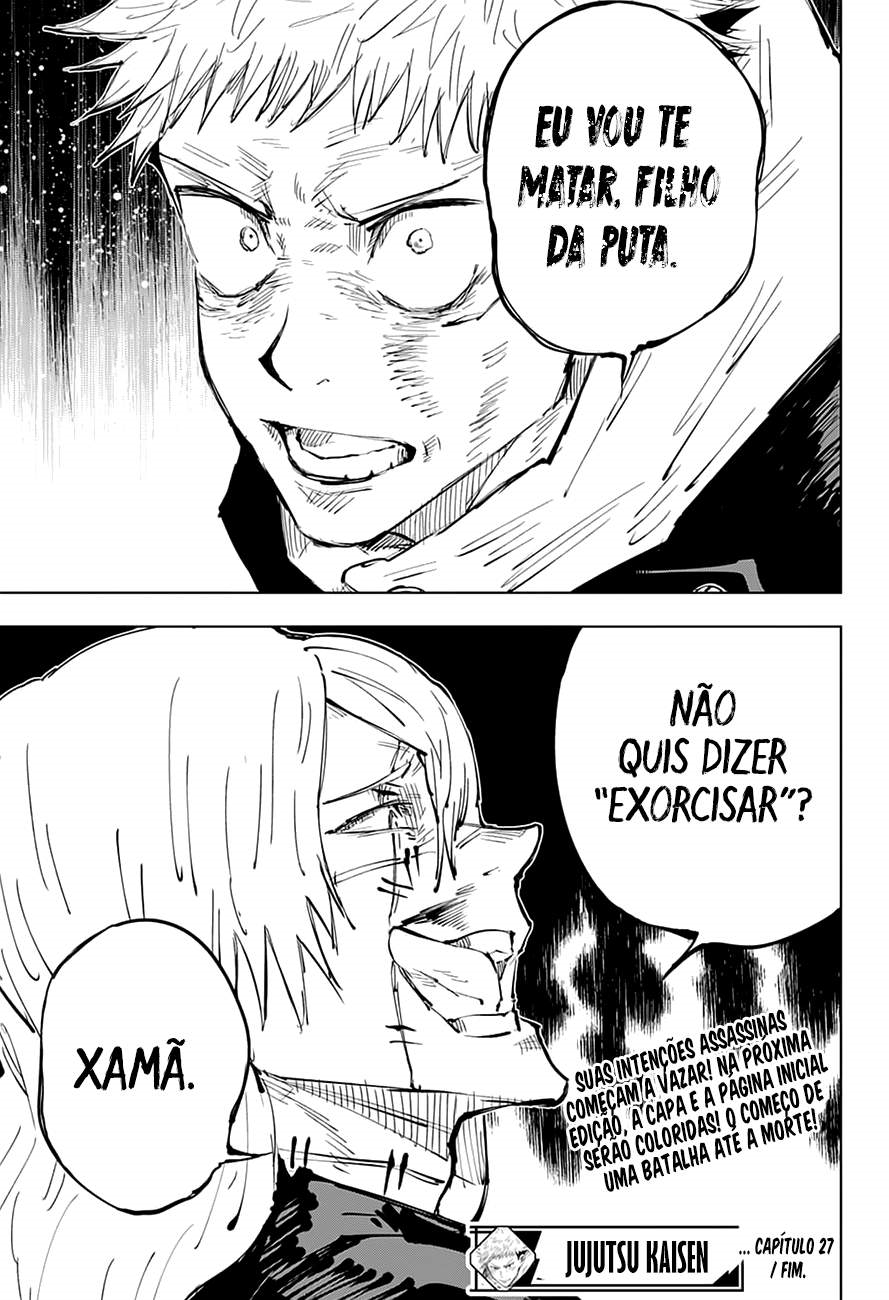 EU VOU TE
MATAR, FILHO
DA PUTA.
NÃO
QUIS DIZER
“EXORCISAR”?
XAMÃ.
SUAS INTENÇÕES ASSASSINAS
COMEÇAM A VAZAR! NA PROXIMA
EDIÇÃO, A CAPA E A PÁGINA INICIAL
SERÃO COLORIDAS! O COMEÇO DE
UMA BATALHA ATÉ A MORTE!
JUJUTSU KAISEN
... CAPÍTULO 27
/ FIM.